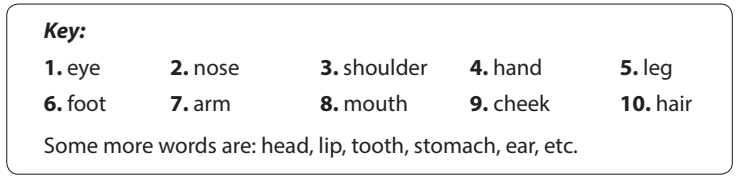 Key:
1. eye 2. nose 3. shoulder 4. hand 5. leg
6. foot 7. arm 8. mouth 9. cheek 10. hair
Some more words are: head, lip, tooth, stomach, ear, etc.